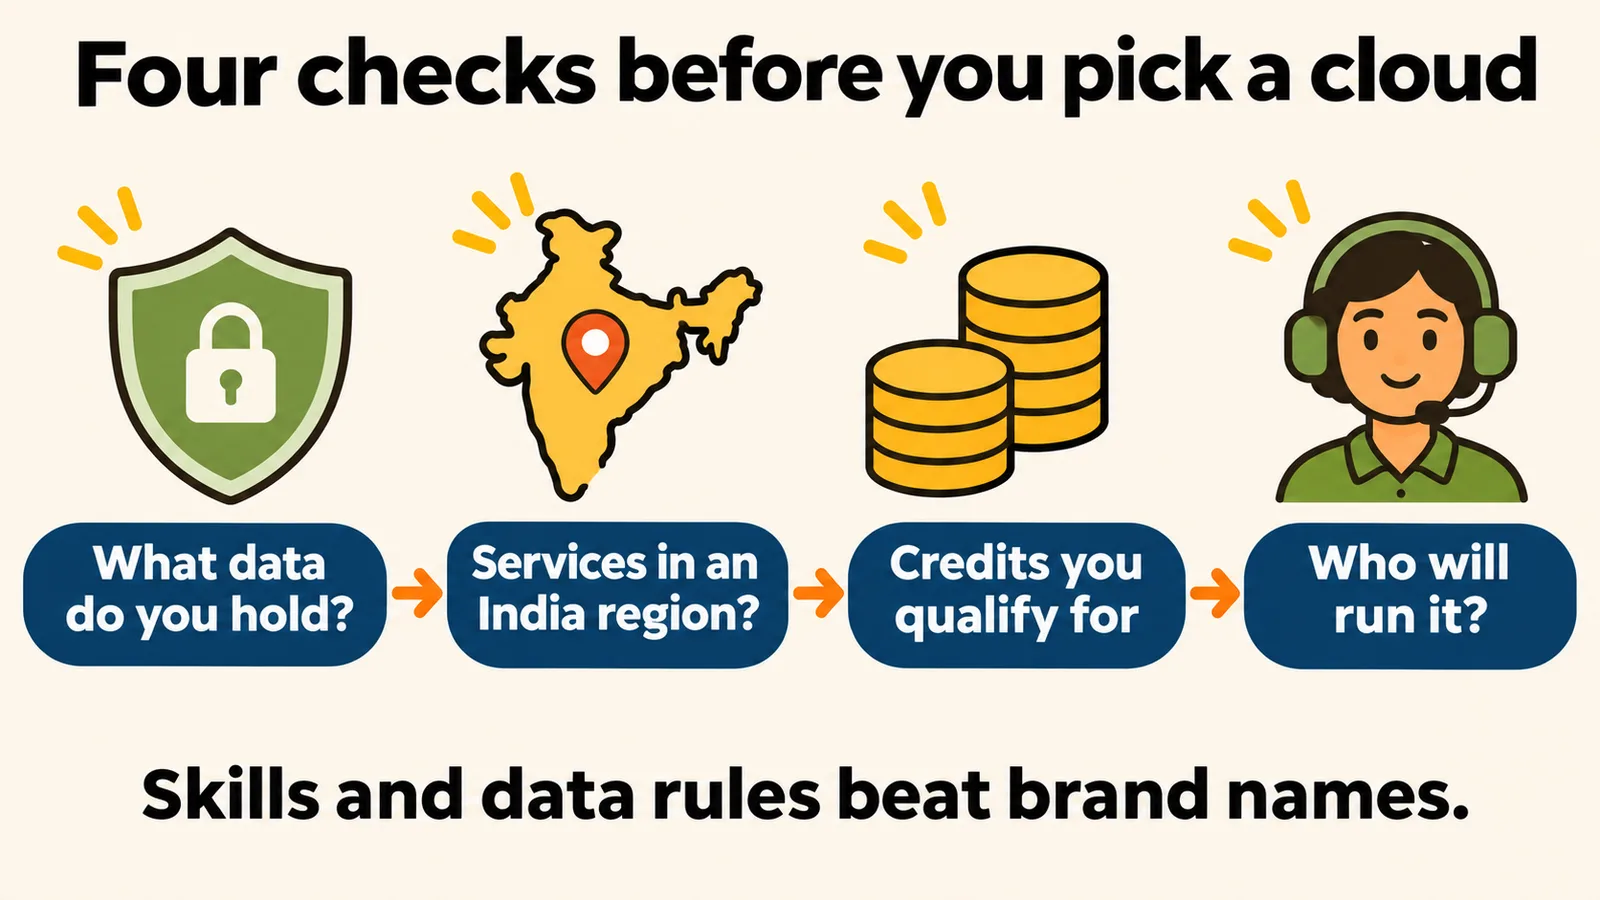 Four checks before you pick a cloud
What data
do you hold?
Services in an
India region?
Credits you
qualify for
Who will
run it?
Skills and data rules beat brand names.